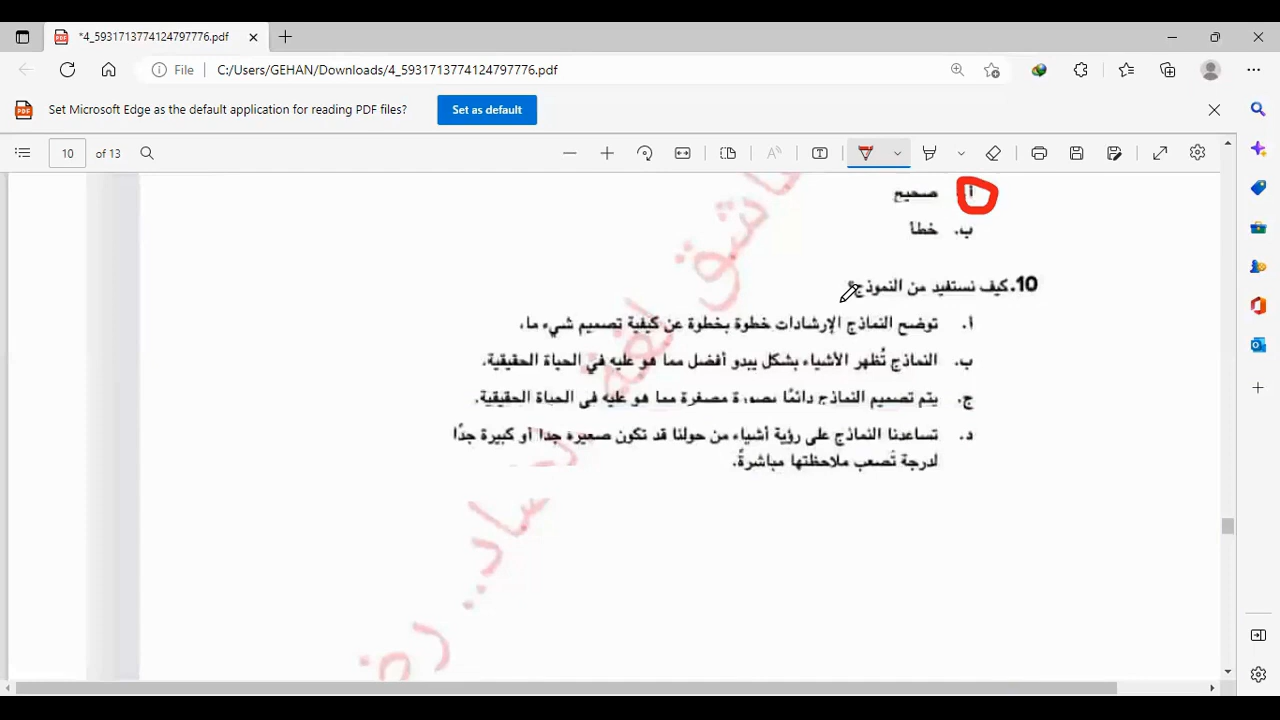 *4_5931713774124797776.pdf
File C:/Users/GEHAN/Downloads/4_5931713774124797776.pdf
Set Microsoft Edge as the default application for reading PDF files? Set as default
10 of 13
أ. صحيح
ب. خطأ
10. كيف نستفيد من النموذج؟
أ. توضح النماذج الإرشادات خطوة بخطوة عن كيفية تصميم شيء ما.
ب. النماذج تُظهر الأشياء بشكل يبدو أفضل مما هو عليه في الحياة الحقيقية.
ج. يتم تصميم النماذج دائمًا بصورة مصغرة مما هو عليه في الحياة الحقيقية.
د. تساعدنا النماذج على رؤية أشياء من حولنا قد تكون صغيرة جدًا أو كبيرة جدًا
لدرجة تصعب ملاحظتها مباشرةً.